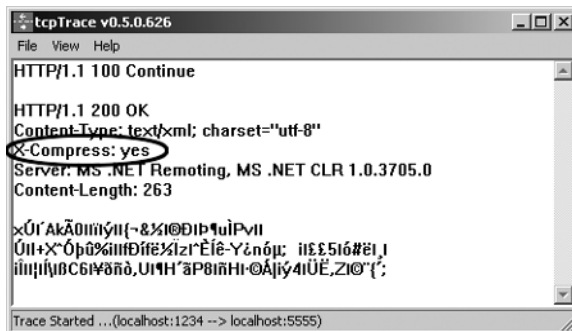 tcpTrace v0.5.0.626
File View Help
HTTP/1.1 100 Continue
HTTP/1.1 200 OK
Content-Type: text/xml; charset="utf-8"
X-Compress: yes
Server: MS .NET Remoting, MS .NET CLR 1.0.3705.0
Content-Length: 263
Trace Started ...(localhost:1234 --> localhost:5555)